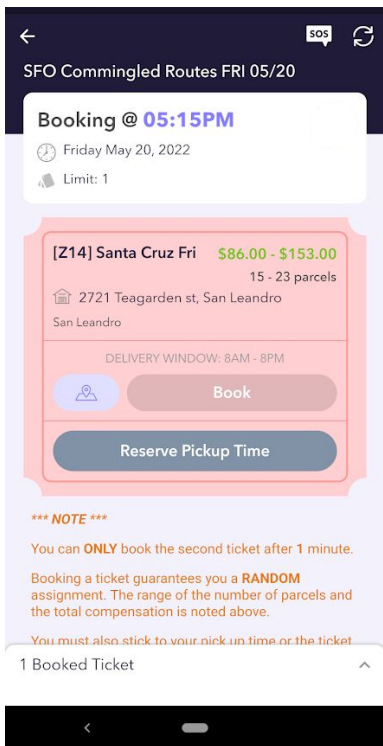 SOS
SFO Commingled Routes FRI 05/20
Booking @ 05:15PM
Friday May 20, 2022
Limit: 1
[Z14] Santa Cruz Fri $86.00 - $153.00
15 - 23 parcels
2721 Teagarden st, San Leandro
San Leandro
DELIVERY WINDOW: 8AM - 8PM
Book
Reserve Pickup Time
*** NOTE ***
You can ONLY book the second ticket after 1 minute.
Booking a ticket guarantees you a RANDOM
assignment. The range of the number of parcels and
the total compensation is noted above.
You must also stick to your pick up time or the ticket
1 Booked Ticket